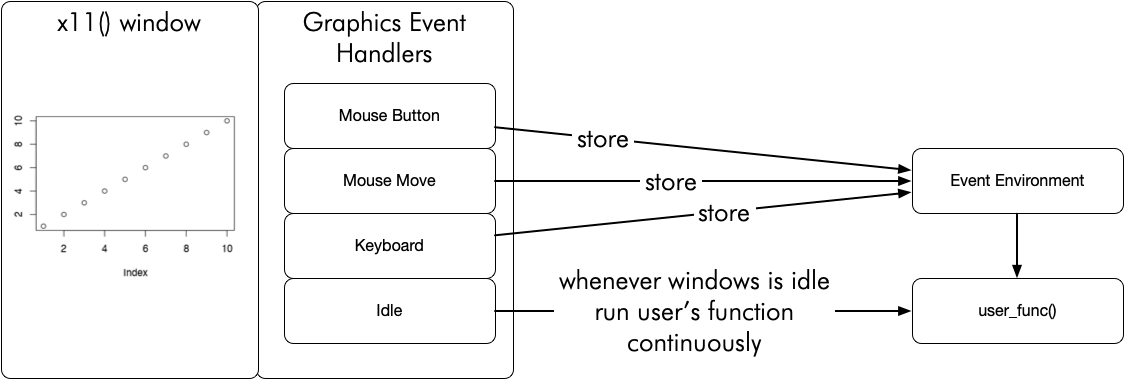 x11() window
10
8
6
4
2
2 4 6 8 10
Index
Graphics Event
Handlers
Mouse Button
Mouse Move
Keyboard
Idle
store
store
store
whenever windows is idle
run user's function
continuously
Event Environment
user_func()